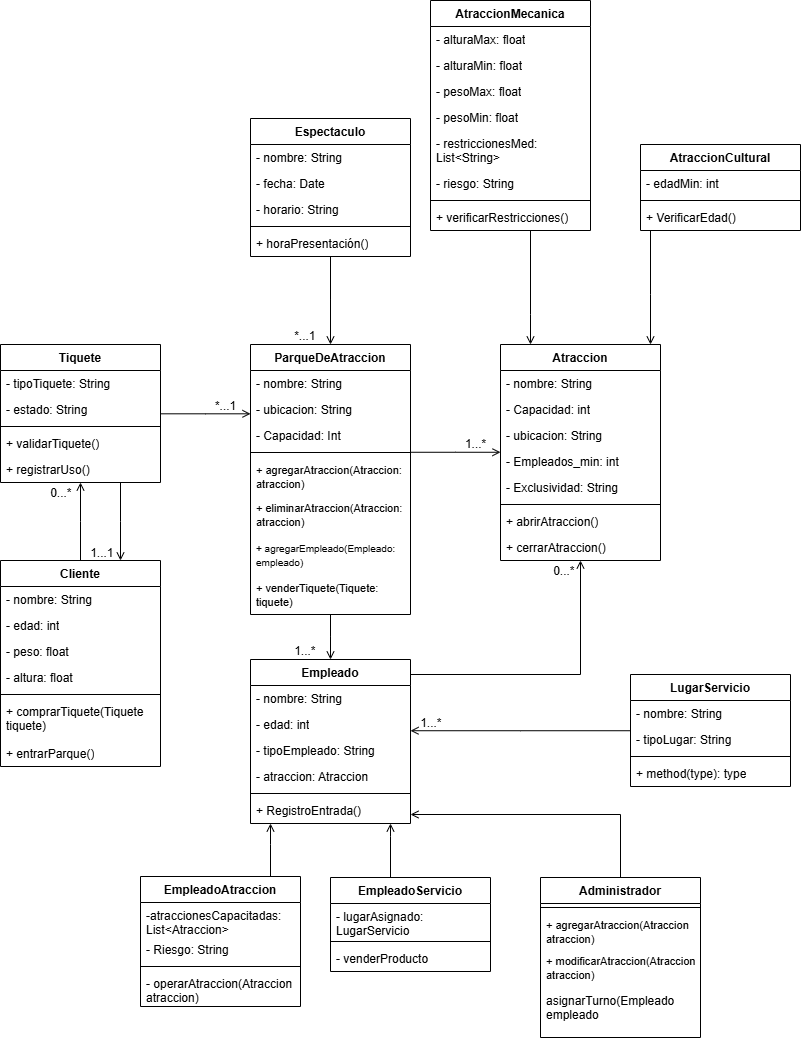 AtraccionMecanica
- alturaMax: float
- alturaMin: float
- pesoMax: float
- pesoMin: float
- restriccionesMed:
List<String>
- riesgo: String
+ verificarRestricciones()
Espectaculo
- nombre: String
- fecha: Date
- horario: String
+ horaPresentación()
AtraccionCultural
- edadMin: int
+ VerificarEdad()
*...1
Tiquete
- tipoTiquete: String
- estado: String
+ validarTiquete()
+ registrarUso()
*...1
ParqueDeAtraccion
- nombre: String
- ubicacion: String
- Capacidad: Int
+ agregarAtraccion(Atraccion:
atraccion)
+ eliminarAtraccion(Atraccion:
atraccion)
+ agregarEmpleado(Empleado:
empleado)
+ venderTiquete(Tiquete:
tiquete)
1...*
Atraccion
- nombre: String
- Capacidad: int
- ubicacion: String
- Empleados_min: int
- Exclusividad: String
+ abrirAtraccion()
+ cerrarAtraccion()
0...*
1...1
0...*
Cliente
- nombre: String
- edad: int
- peso: float
- altura: float
+ comprarTiquete(Tiquete
tiquete)
+ entrarParque()
1...*
Empleado
- nombre: String
- edad: int
- tipoEmpleado: String
- atraccion: Atraccion
+ RegistroEntrada()
1...*
LugarServicio
- nombre: String
- tipoLugar: String
+ method(type): type
EmpleadoAtraccion
-atraccionesCapacitadas:
List<Atraccion>
- Riesgo: String
- operarAtraccion(Atraccion
atraccion)
EmpleadoServicio
- lugarAsignado:
LugarServicio
- venderProducto
Administrador
+ agregarAtraccion(Atraccion
atraccion)
+ modificarAtraccion(Atraccion
atraccion)
asignarTurno(Empleado
empleado